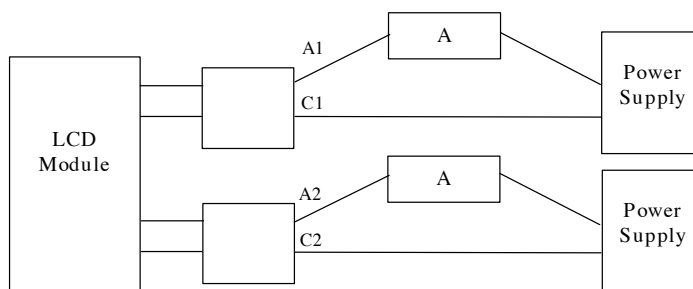 A1
A
Power
Supply
C1
LCD
Module
A2
A
Power
Supply
C2